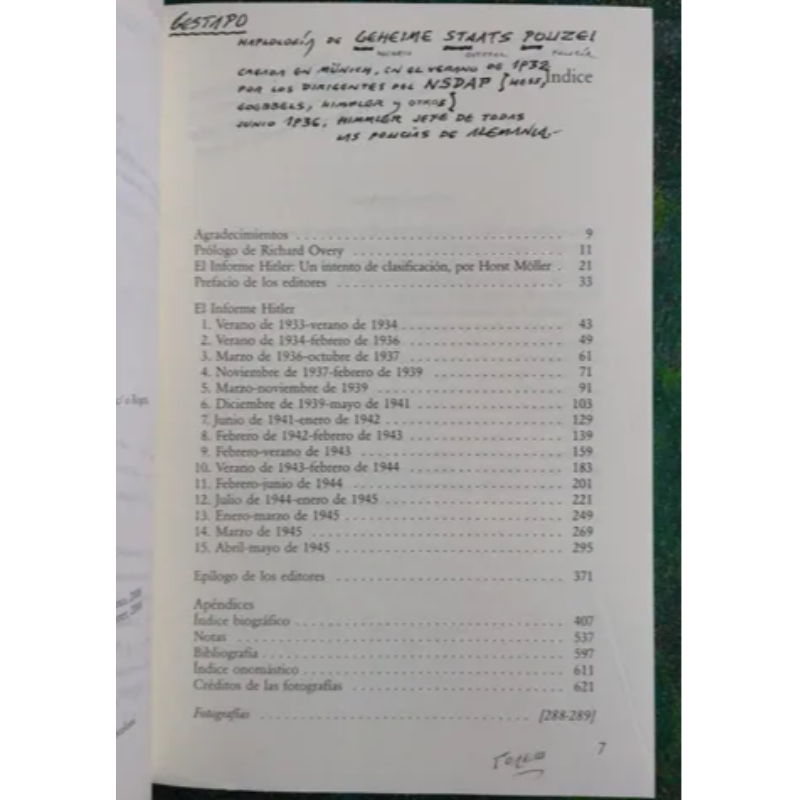 GESTAPO
HAPLOLOGÍA DE GEHEIME STAATS POLIZEI
SECRETA ESTATAL POLICÍA
CREADA EN MÚNICH, EN EL VERANO DE 1932
POR LOS DIRIGENTES DEL NSDAP [HESS,
Índice
GOEBBELS, HIMMLER y OTROS]
JUNIO 1936, HIMMLER JEFE DE TODAS
LAS POLICÍAS DE ALEMANIA.-
Agradecimientos 9
Prólogo de Richard Overy 11
El Informe Hitler: Un intento de clasificación, por Horst Möller . 21
Prefacio de los editores 33
El Informe Hitler
1. Verano de 1933-verano de 1934 43
2. Verano de 1934-febrero de 1936 49
3. Marzo de 1936-octubre de 1937 61
4. Noviembre de 1937-febrero de 1939 71
5. Marzo-noviembre de 1939 91
6. Diciembre de 1939-mayo de 1941 103
7. Junio de 1941-enero de 1942 129
8. Febrero de 1942-febrero de 1943 139
9. Febrero-verano de 1943 159
10. Verano de 1943-febrero de 1944 183
11. Febrero-junio de 1944 201
12. Julio de 1944-enero de 1945 221
13. Enero-marzo de 1945 249
14. Marzo de 1945 269
15. Abril-mayo de 1945 295
Epílogo de los editores 371
Apéndices
Índice biográfico 407
Notas 537
Bibliografía 597
Índice onomástico 611
Créditos de las fotografías 621
Fotografías [288-289]
7